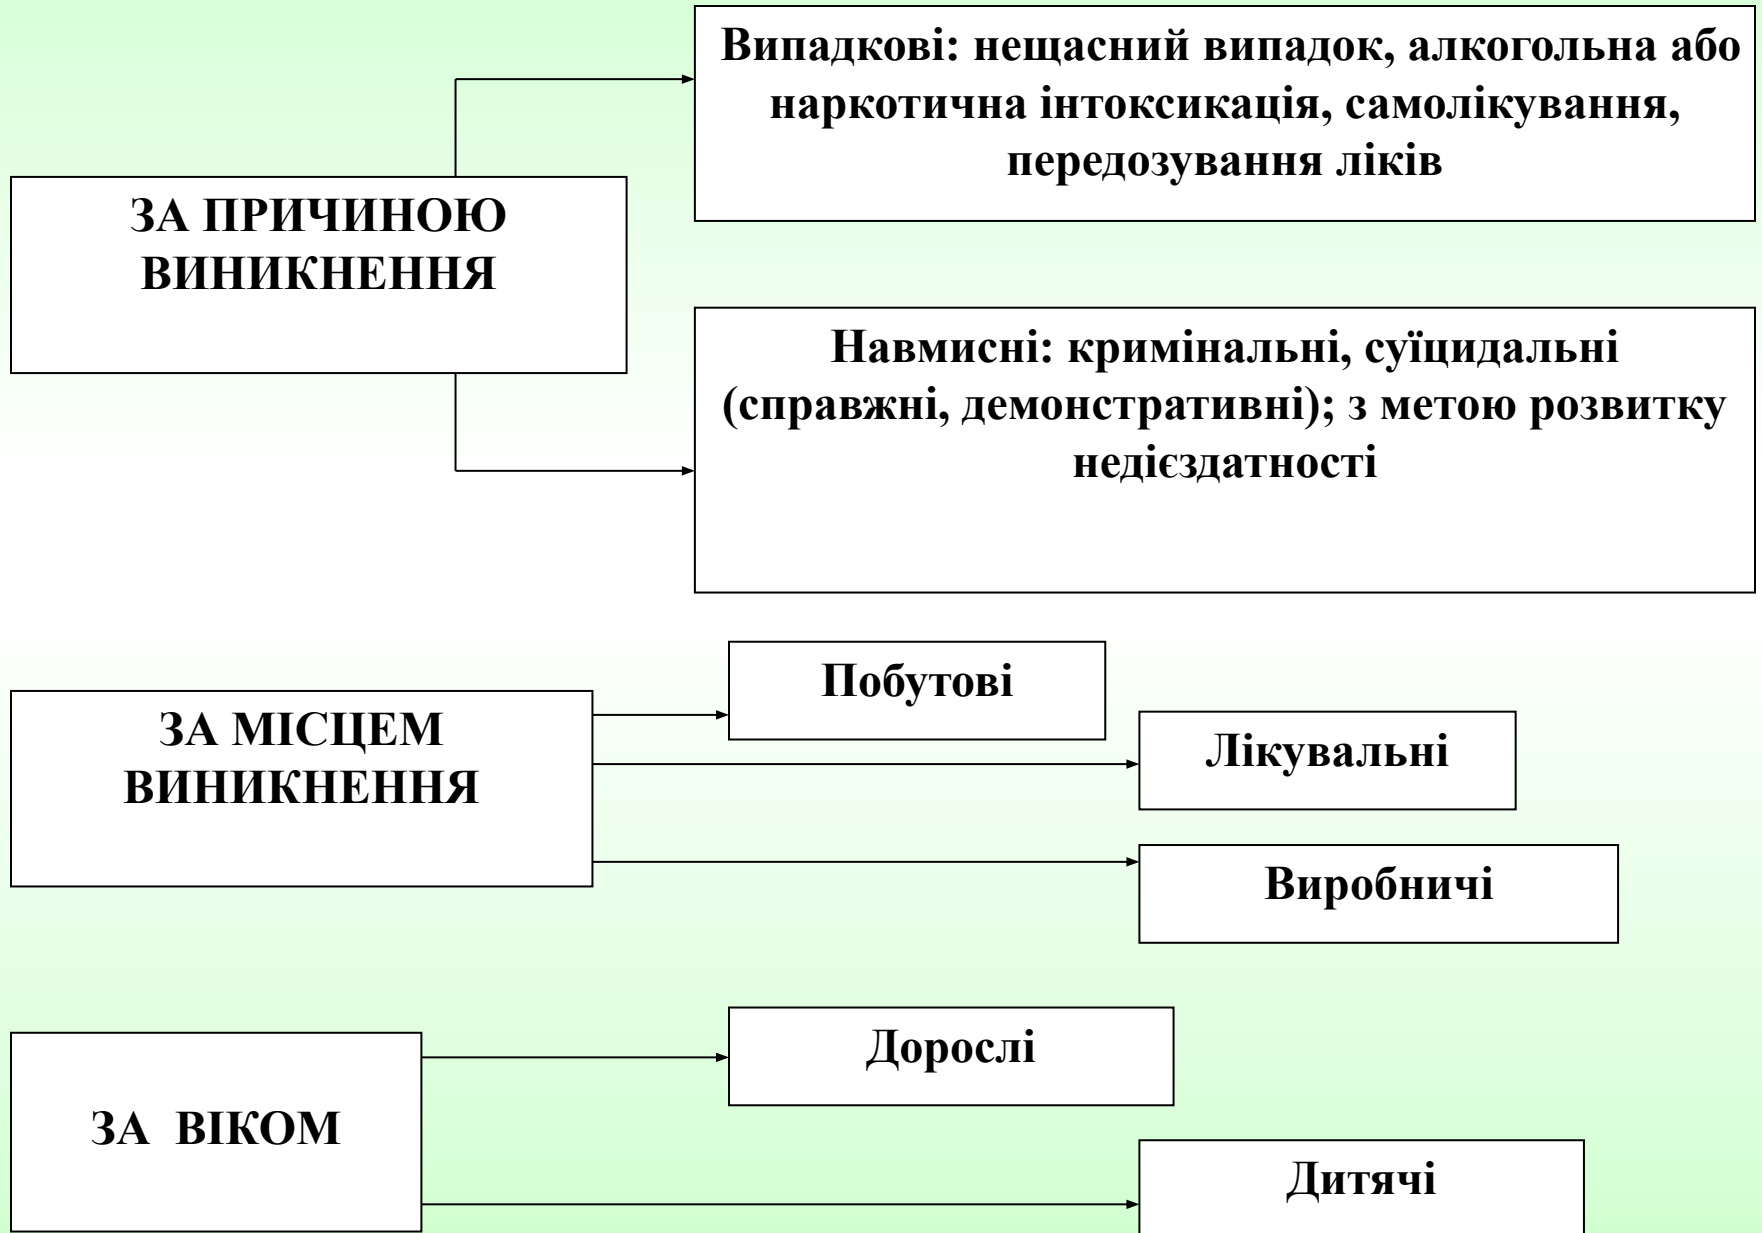 Випадкові: нещасний випадок, алкогольна або
наркотична інтоксикація, самолікування,
передозування ліків
ЗА ПРИЧИНОЮ
ВИНИКНЕННЯ
Навмисні: кримінальні, суїцидальні
(справжні, демонстративні); з метою розвитку
недієздатності
Побутові
ЗА МІСЦЕМ
ВИНИКНЕННЯ
Лікувальні
Виробничі
Дорослі
ЗА ВІКОМ
Дитячі